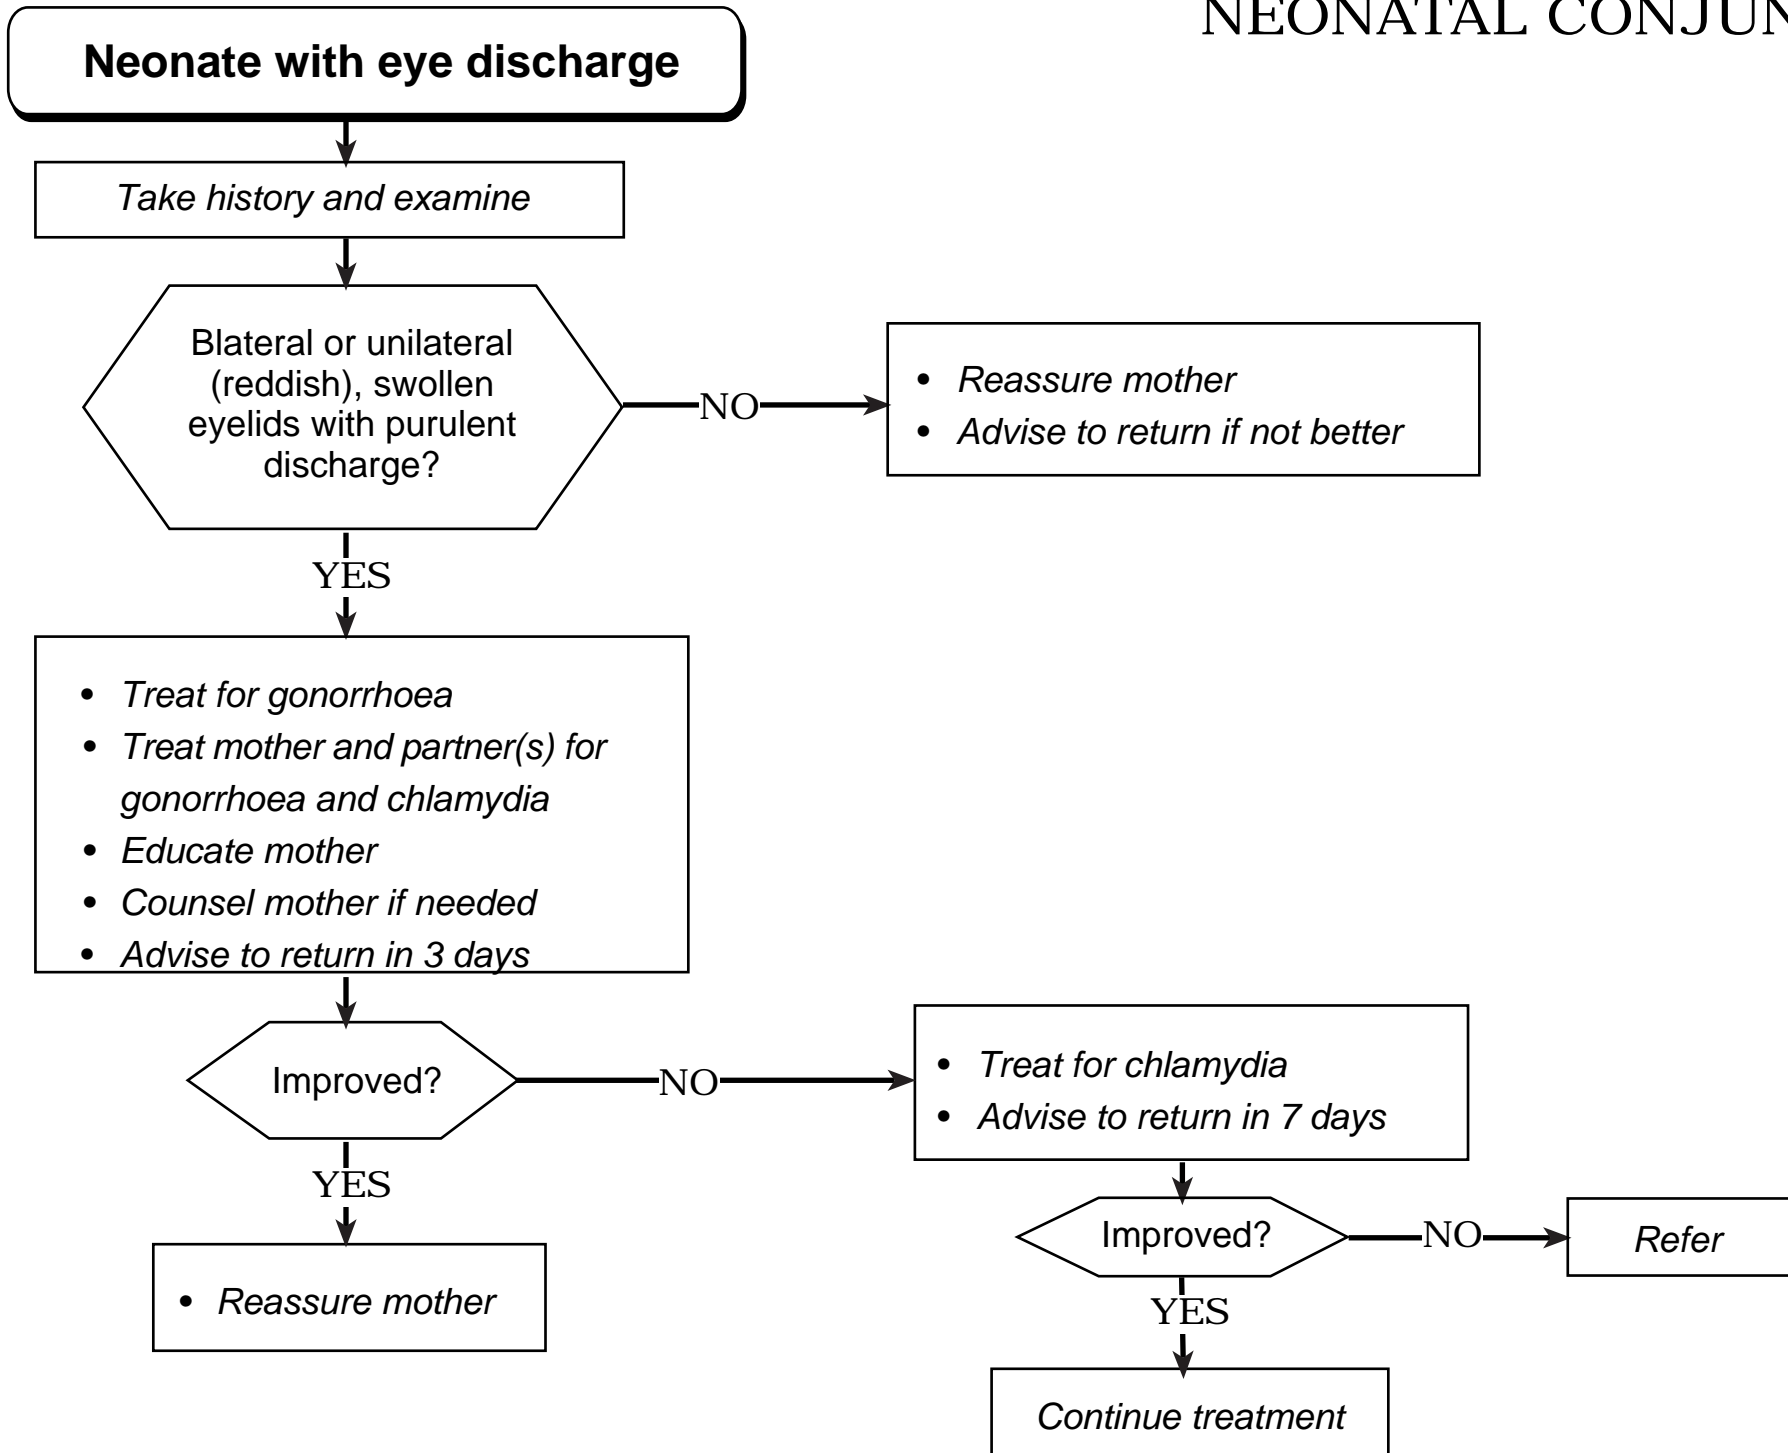 NEONATAL CONJUN
Neonate with eye discharge
Take history and examine
Blateral or unilateral
(reddish), swollen
eyelids with purulent
discharge?
NO
• Reassure mother
• Advise to return if not better
YES
• Treat for gonorrhoea
• Treat mother and partner(s) for
gonorrhoea and chlamydia
• Educate mother
• Counsel mother if needed
• Advise to return in 3 days
Improved?
NO
• Treat for chlamydia
• Advise to return in 7 days
YES
• Reassure mother
Improved?
NO
Refer
YES
Continue treatment